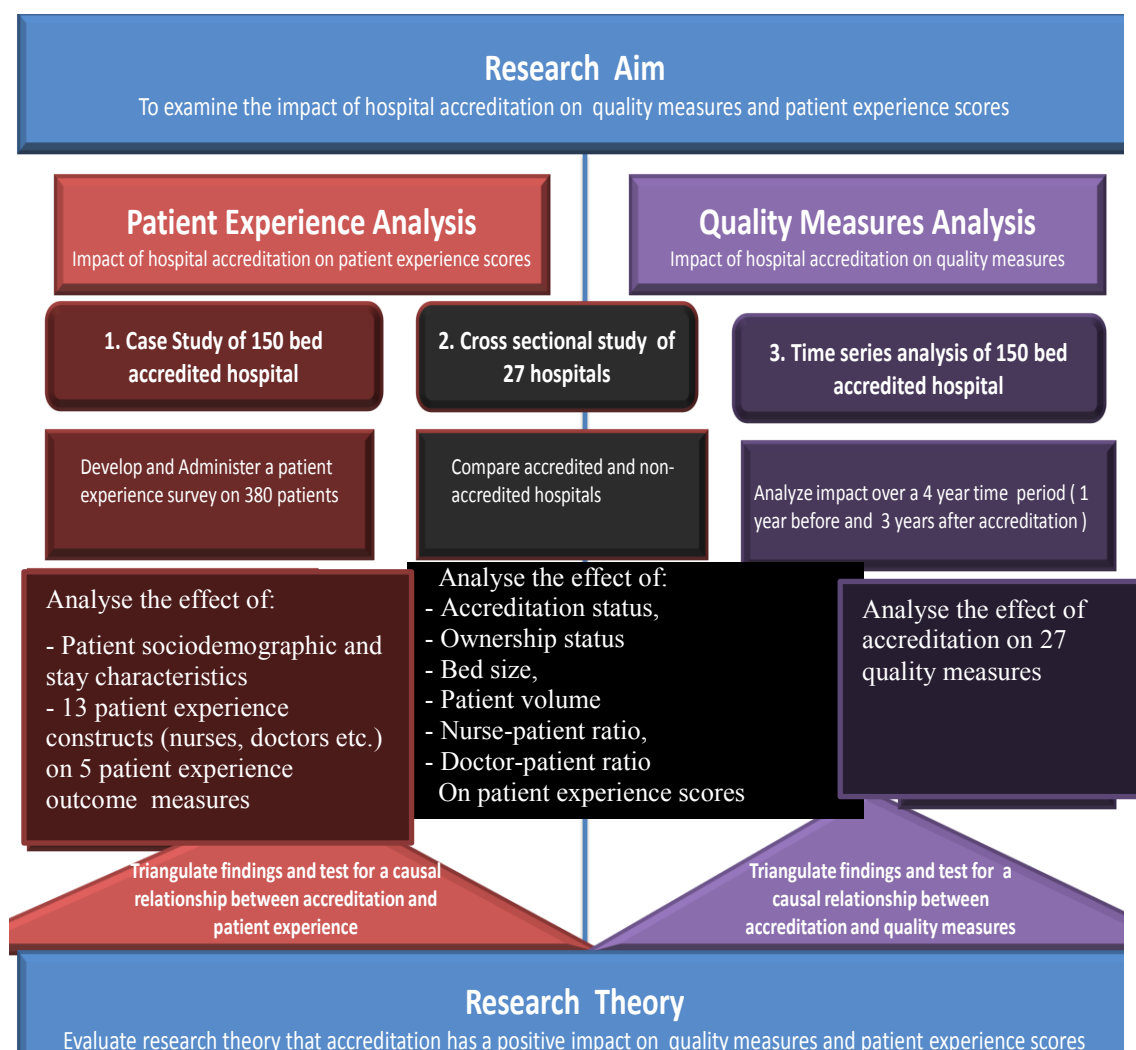 Research Aim
To examine the impact of hospital accreditation on quality measures and patient experience scores
Patient Experience Analysis
Impact of hospital accreditation on patient experience scores
Quality Measures Analysis
Impact of hospital accreditation on quality measures
1. Case Study of 150 bed
accredited hospital
2. Cross sectional study of
27 hospitals
3. Time series analysis of 150 bed
accredited hospital
Develop and Administer a patient
experience survey on 380 patients
Compare accredited and non-
accredited hospitals
Analyze impact over a 4 year time period ( 1
year before and 3 years after accreditation )
Analyse the effect of:
- Patient sociodemographic and
stay characteristics
- 13 patient experience
constructs (nurses, doctors etc.)
on 5 patient experience
outcome measures
Analyse the effect of:
- Accreditation status,
- Ownership status
- Bed size,
- Patient volume
- Nurse-patient ratio,
- Doctor-patient ratio
On patient experience scores
Analyse the effect of
accreditation on 27
quality measures
Triangulate findings and test for a causal
relationship between accreditation and
patient experience
Triangulate findings and test for a
causal relationship between
accreditation and quality measures
Research Theory
Evaluate research theory that accreditation has a positive impact on quality measures and patient experience scores